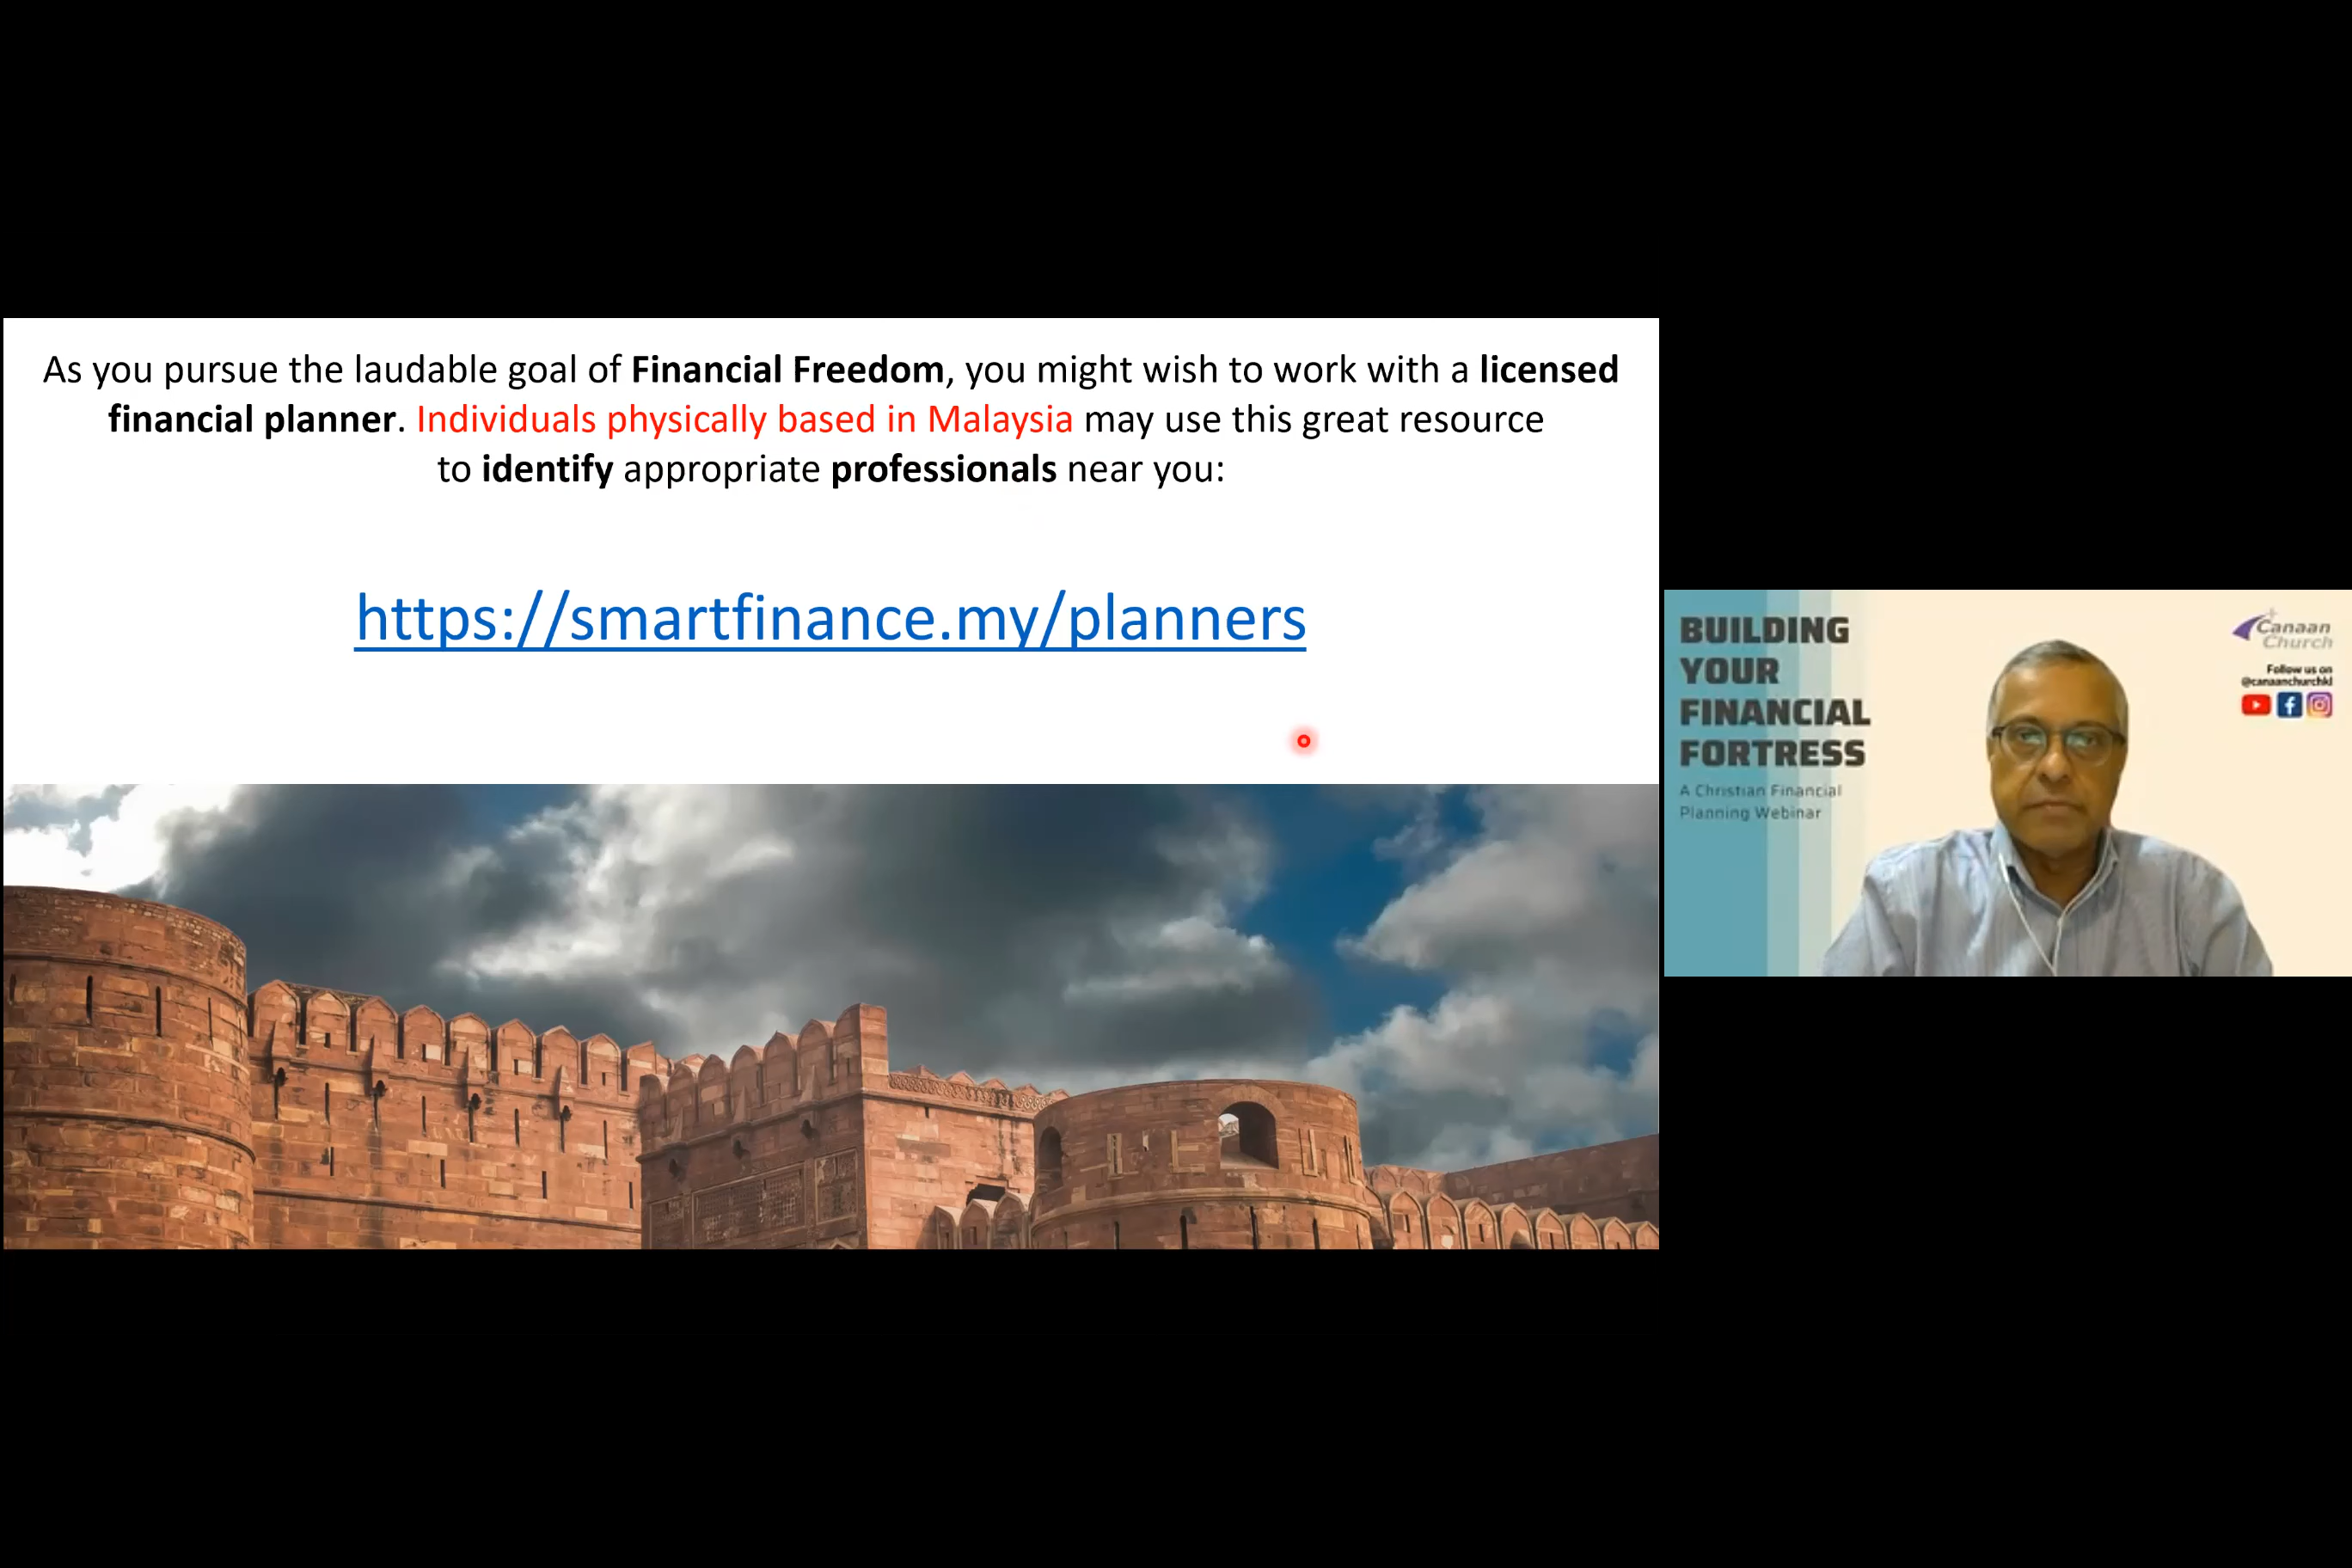 As you pursue the laudable goal of Financial Freedom, you might wish to work with a licensed
financial planner. Individuals physically based in Malaysia may use this great resource
to identify appropriate professionals near you:
https://smartfinance.my/planners
BUILDING
YOUR
FINANCIAL
FORTRESS
A Christian Financial
Planning Webinar
Canaan
Church
Follow us on
@canaanchurchkl